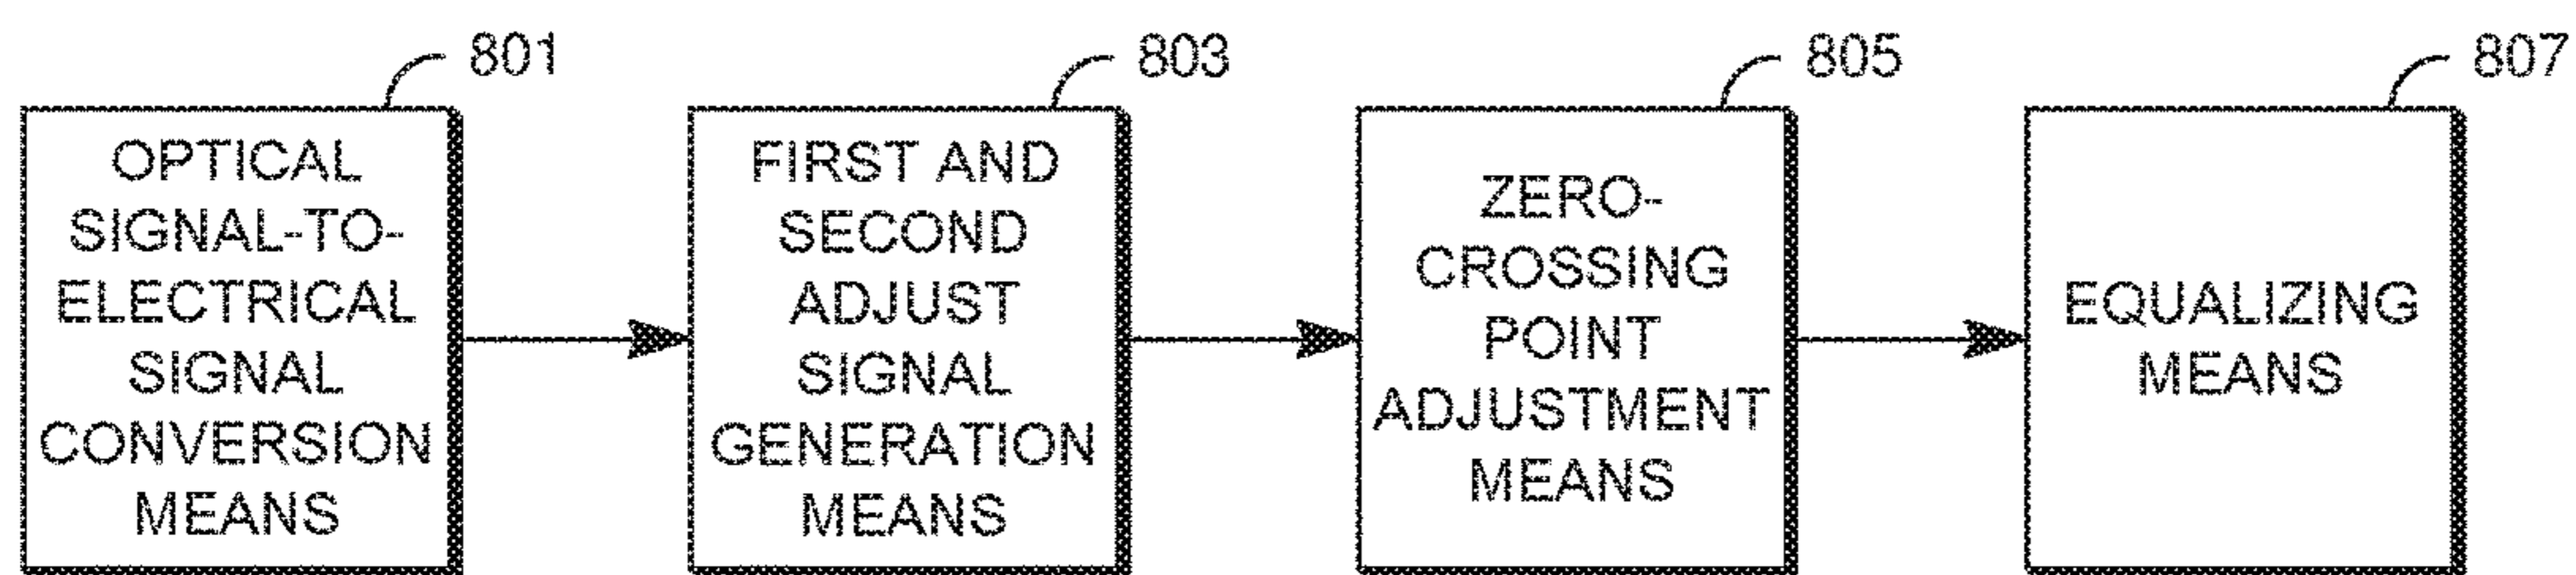 801
OPTICAL
SIGNAL-TO-
ELECTRICAL
SIGNAL
CONVERSION
MEANS
803
FIRST AND
SECOND
ADJUST
SIGNAL
GENERATION
MEANS
805
ZERO-
CROSSING
POINT
ADJUSTMENT
MEANS
807
EQUALIZING
MEANS